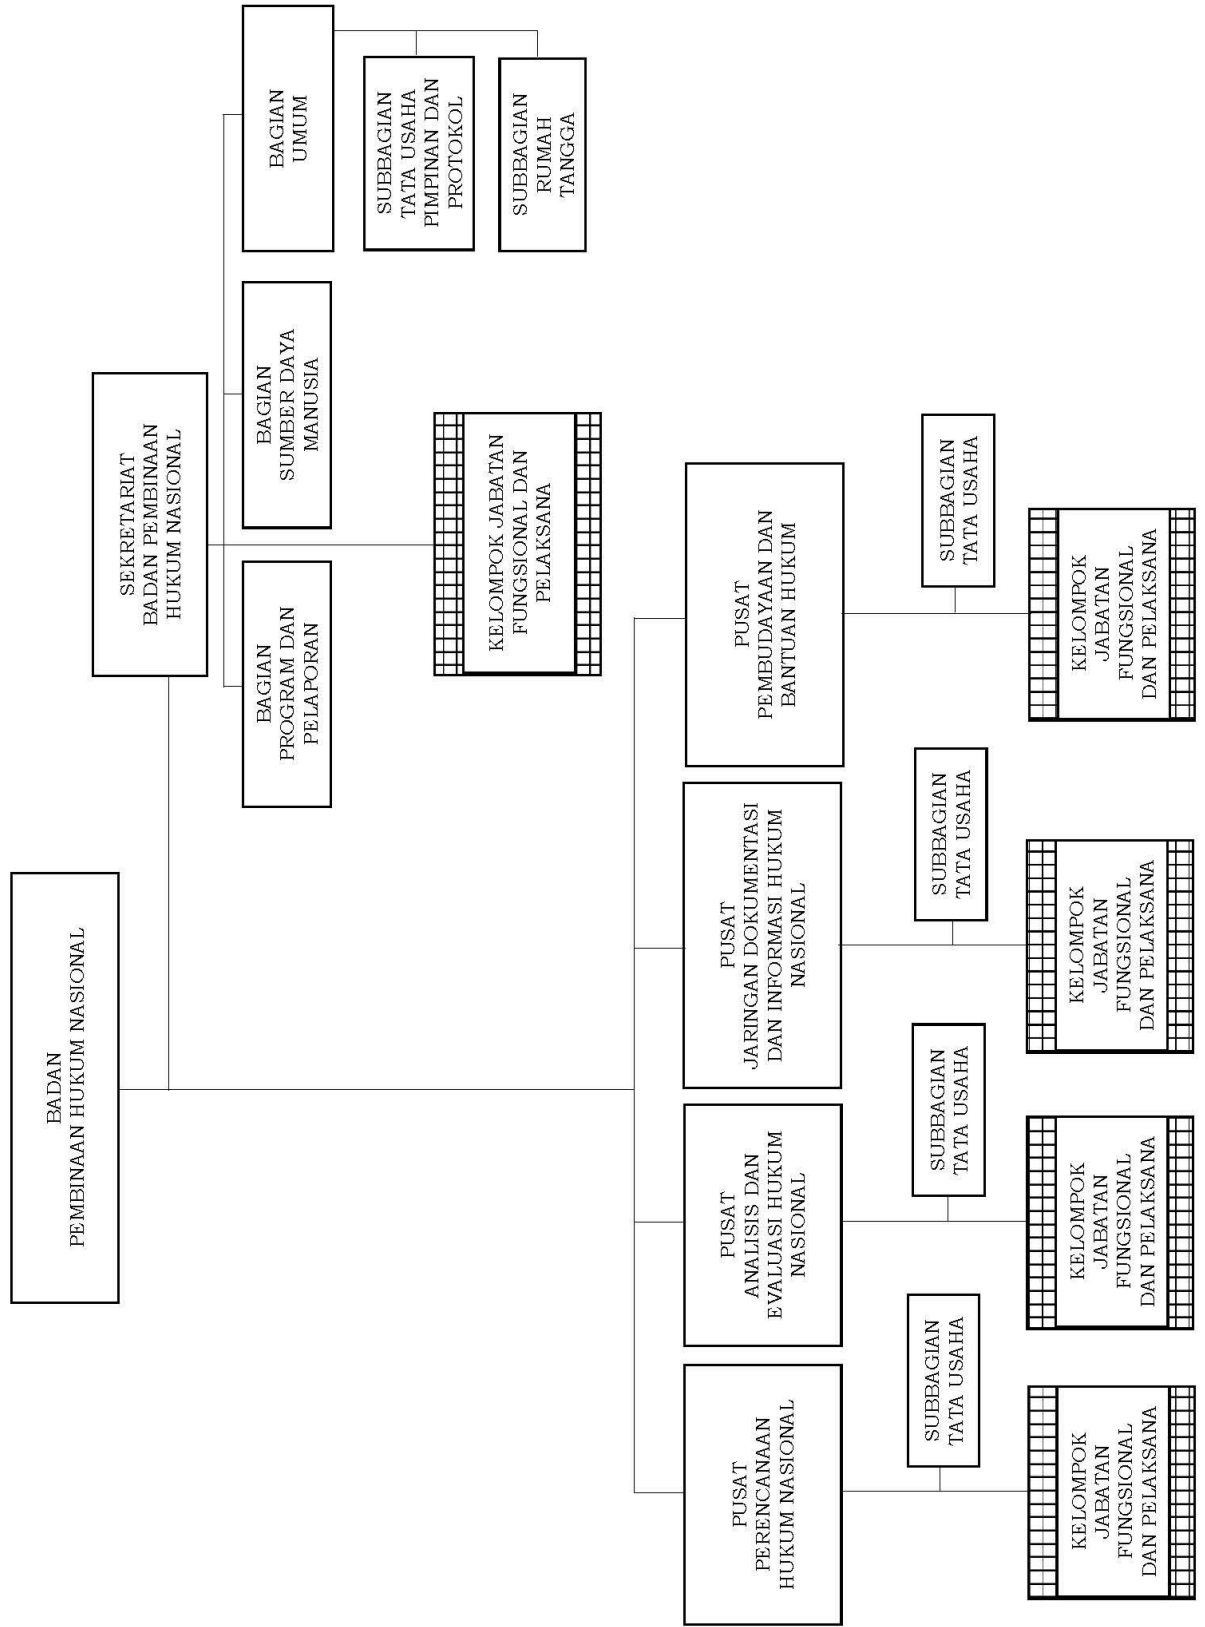 BADAN
PEMBINAAN HUKUM NASIONAL
SEKRETARIAT
BADAN PEMBINAAN
HUKUM NASIONAL
BAGIAN
PROGRAM DAN
PELAPORAN
BAGIAN
SUMBER DAYA
MANUSIA
BAGIAN
UMUM
SUBBAGIAN
TATA USAHA
PIMPINAN DAN
PROTOKOL
SUBBAGIAN
RUMAH
TANGGA
KELOMPOK JABATAN
FUNGSIONAL DAN
PELAKSANA
PUSAT
PERENCANAAN
HUKUM NASIONAL
PUSAT
ANALISIS DAN
EVALUASI HUKUM
NASIONAL
PUSAT
JARINGAN DOKUMENTASI
DAN INFORMASI HUKUM
NASIONAL
PUSAT
PEMBUDAYAAN DAN
BANTUAN HUKUM
SUBBAGIAN
TATA USAHA
SUBBAGIAN
TATA USAHA
SUBBAGIAN
TATA USAHA
SUBBAGIAN
TATA USAHA
KELOMPOK
JABATAN
FUNGSIONAL
DAN PELAKSANA
KELOMPOK
JABATAN
FUNGSIONAL
DAN PELAKSANA
KELOMPOK
JABATAN
FUNGSIONAL
DAN PELAKSANA
KELOMPOK
JABATAN
FUNGSIONAL
DAN PELAKSANA